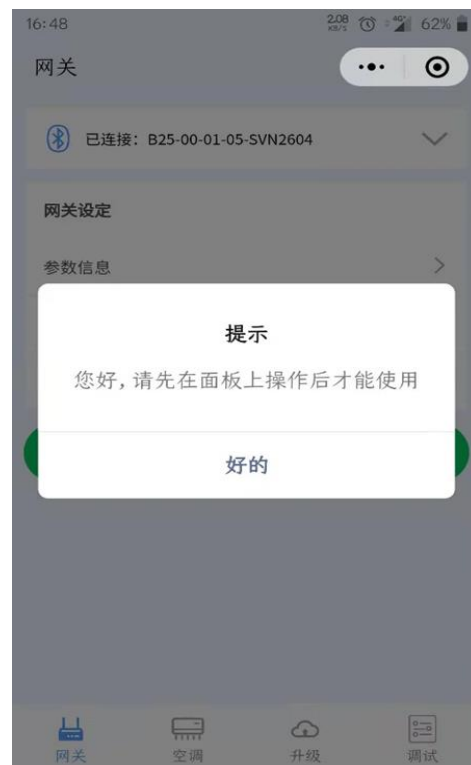 16:48
2.08 KB/S 4G⁺ 62%
网关
已连接：B25-00-01-05-SVN2604
网关设定
参数信息
提示
您好，请先在面板上操作后才能使用
好的
网关 空调 升级 调试